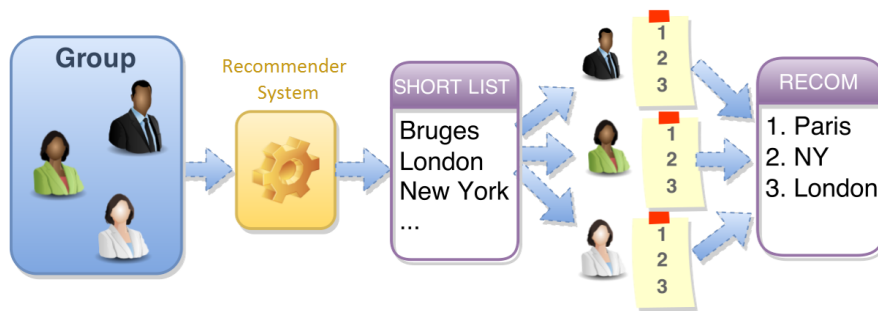 Group
Recommender
System
SHORT LIST
Bruges
London
New York
...
1
2
3
1
2
3
1
2
3
RECOM
1. Paris
2. NY
3. London